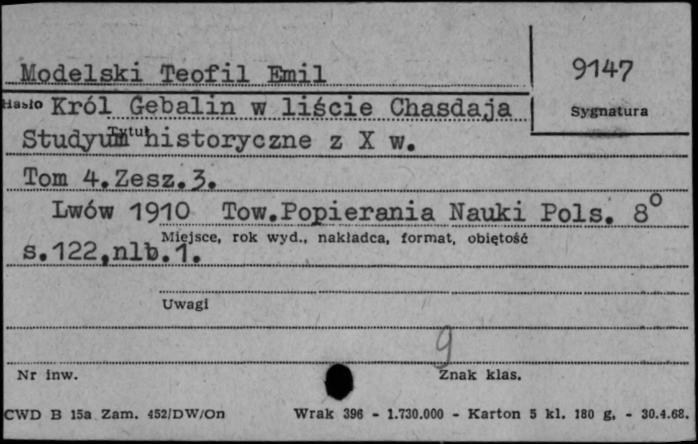 Modelski Teofil Emil
9147
Hasło Król Gebalin w liście Chasdaja
Sygnatura
Studyum historyczne z X w.
Tytuł
Tom 4.Zesz.3.
Lwów 1910 Tow.Popierania Nauki Pols. 8°
Miejsce, rok wyd., nakładca, format, objętość
s.122,nlb.1.
Uwagi
9
Nr inw.
Znak klas.
CWD B 15a Zam. 452/DW/On Wrak 396 - 1.730.000 - Karton 5 kl. 180 g. - 30.4.68.